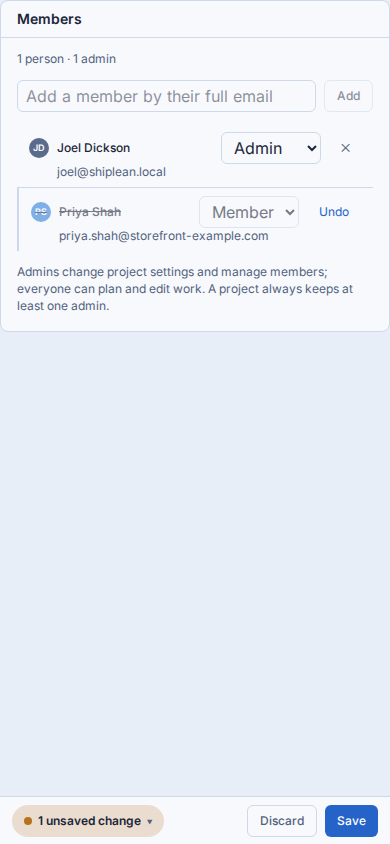 Members
1 person · 1 admin
Add a member by their full email
Add
JD
Joel Dickson
Admin
×
joel@shiplean.local
Priya Shah
Member
Undo
priya.shah@storefront-example.com
Admins change project settings and manage members;
everyone can plan and edit work. A project always keeps at
least one admin.
1 unsaved change
Discard
Save